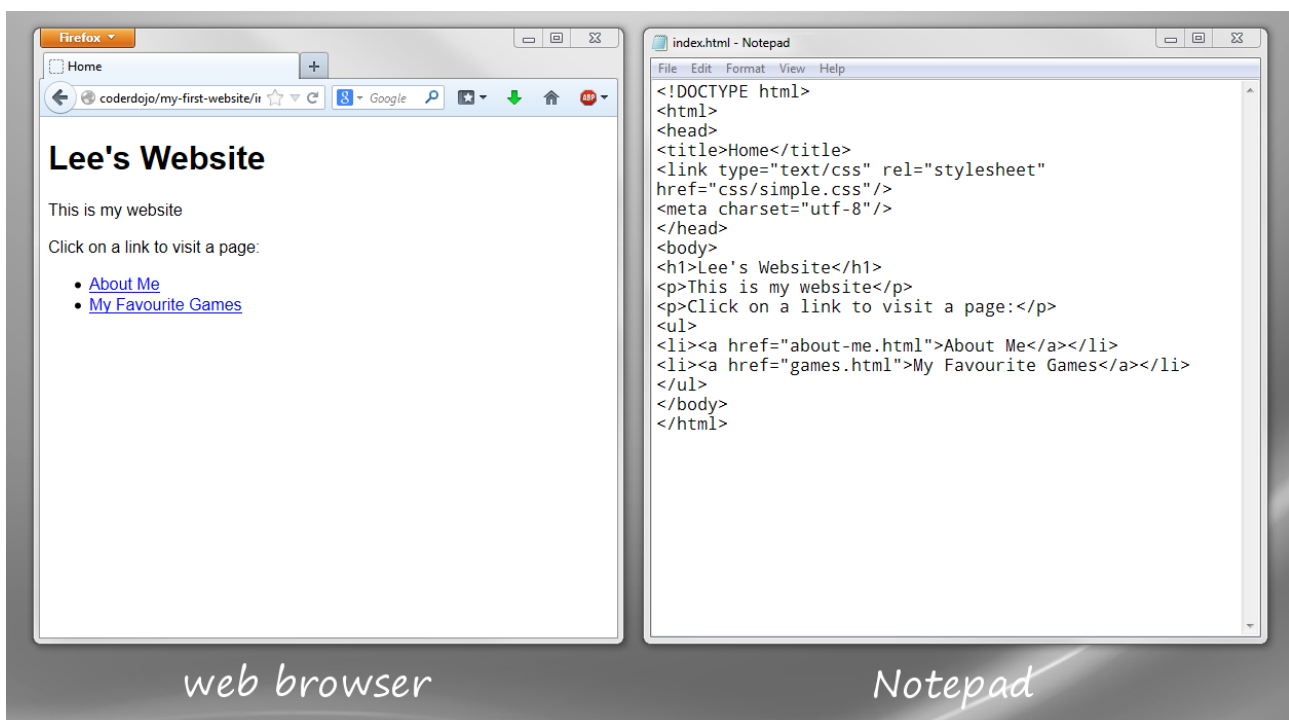 Firefox
Home
coderdojo/my-first-website/ir
8 Google
ABP
Lee's Website
This is my website
Click on a link to visit a page:
About Me
My Favourite Games
web browser
index.html - Notepad
File Edit Format View Help
<!DOCTYPE html>
<html>
<head>
<title>Home</title>
<link type="text/css" rel="stylesheet"
href="css/simple.css"/>
<meta charset="utf-8"/>
</head>
<body>
<h1>Lee's Website</h1>
<p>This is my website</p>
<p>Click on a link to visit a page:</p>
<ul>
<li><a href="about-me.html">About Me</a></li>
<li><a href="games.html">My Favourite Games</a></li>
</ul>
</body>
</html>
Notepad